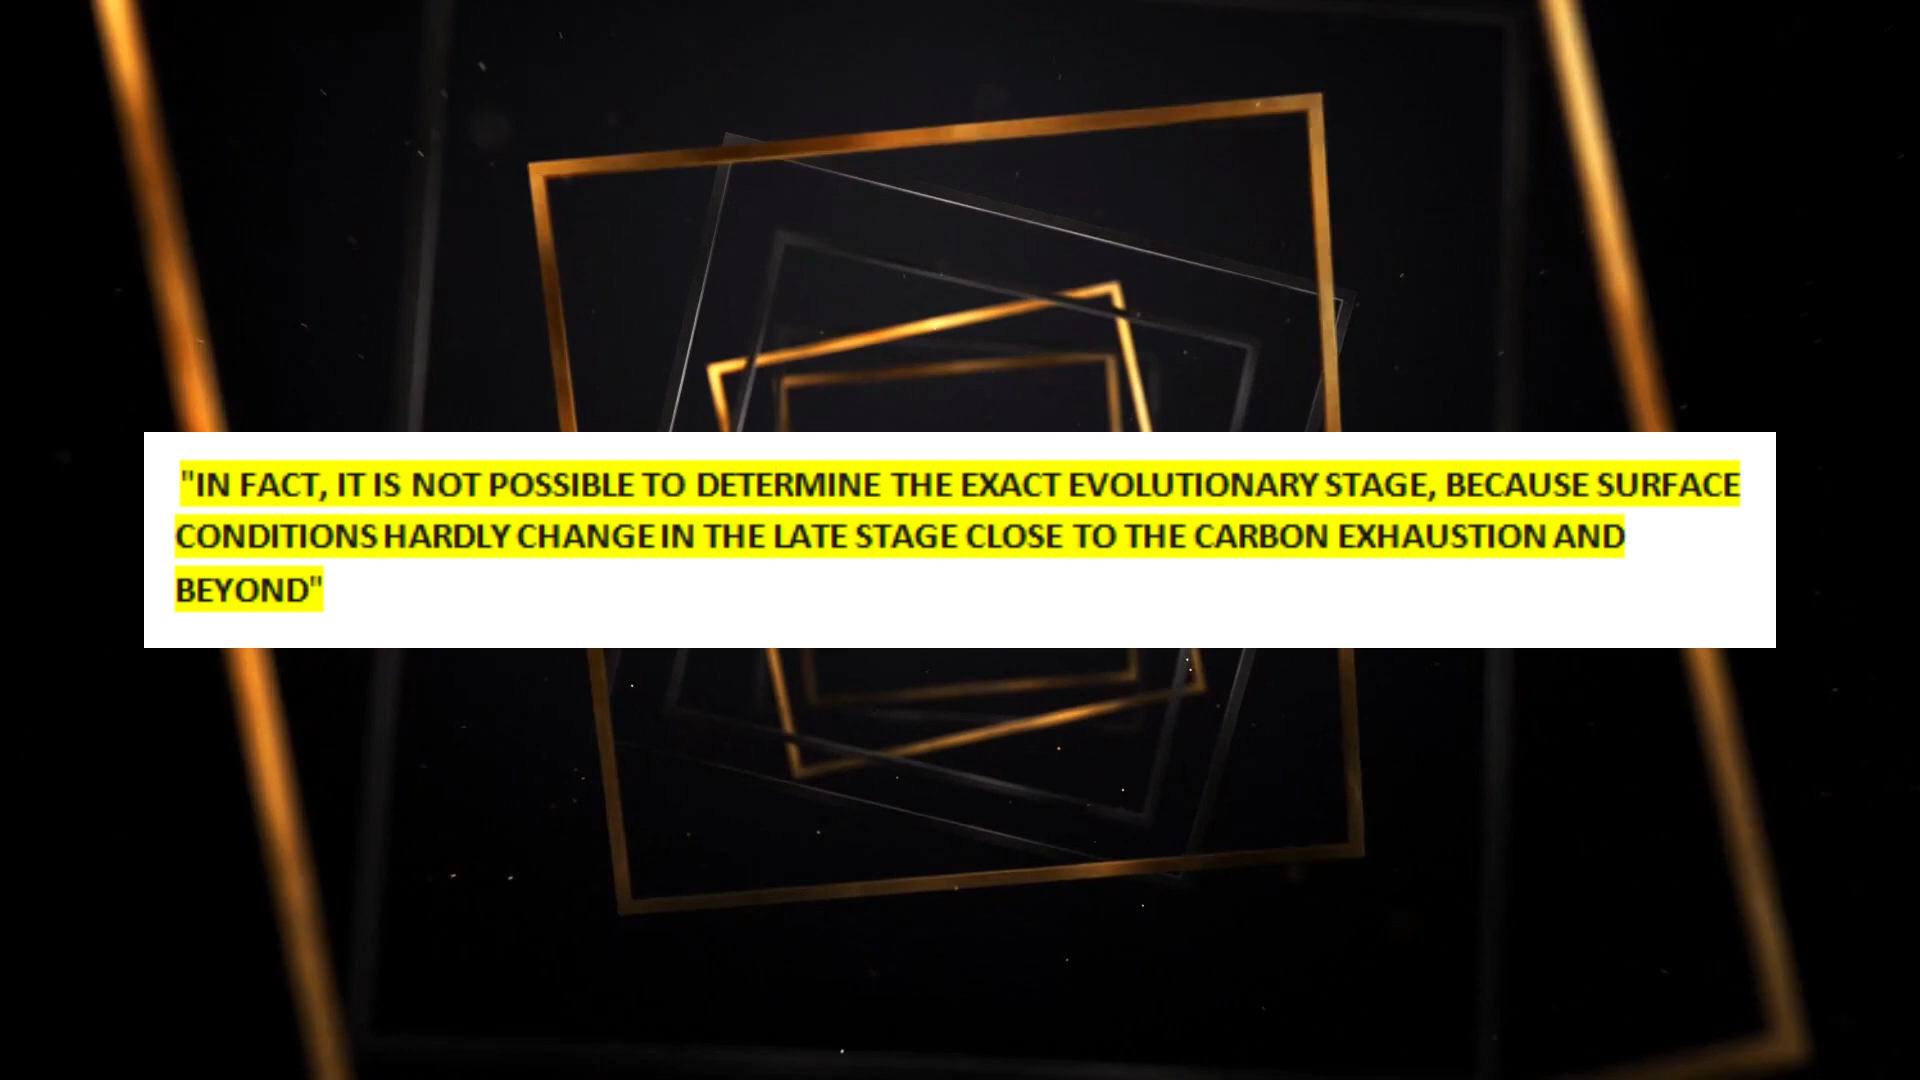 "IN FACT, IT IS NOT POSSIBLE TO DETERMINE THE EXACT EVOLUTIONARY STAGE, BECAUSE SURFACE
CONDITIONS HARDLY CHANGE IN THE LATE STAGE CLOSE TO THE CARBON EXHAUSTION AND
BEYOND"